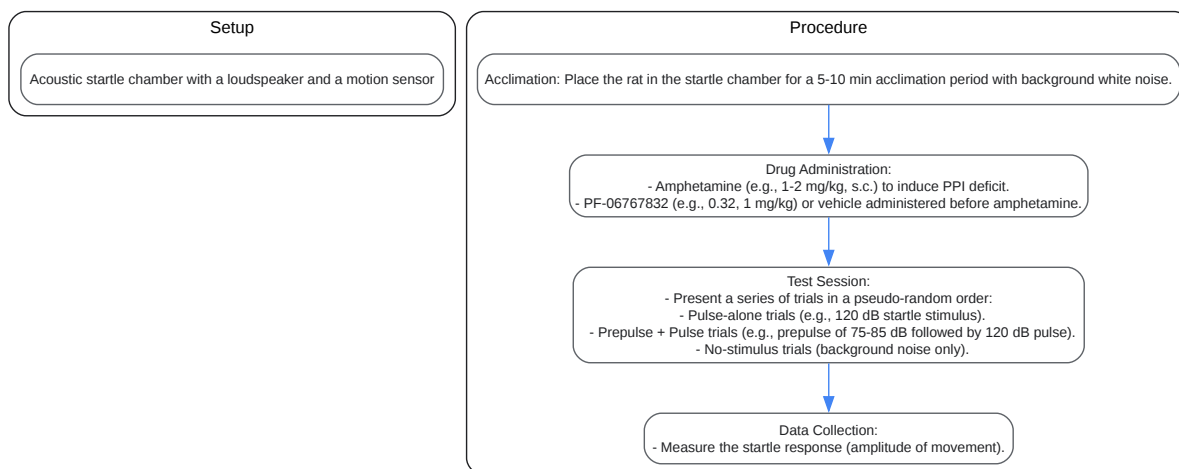 Setup
Acoustic startle chamber with a loudspeaker and a motion sensor
Procedure
Acclimation: Place the rat in the startle chamber for a 5-10 min acclimation period with background white noise.
Drug Administration:
- Amphetamine (e.g., 1-2 mg/kg, s.c.) to induce PPI deficit.
- PF-06767832 (e.g., 0.32, 1 mg/kg) or vehicle administered before amphetamine.
Test Session:
- Present a series of trials in a pseudo-random order:
- Pulse-alone trials (e.g., 120 dB startle stimulus).
- Prepulse + Pulse trials (e.g., prepulse of 75-85 dB followed by 120 dB pulse).
- No-stimulus trials (background noise only).
Data Collection:
- Measure the startle response (amplitude of movement).